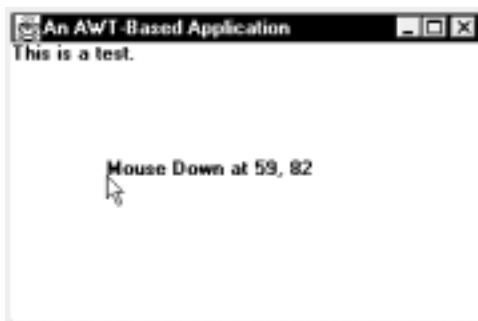 An AWT-Based Application
This is a test.
Mouse Down at 59, 82